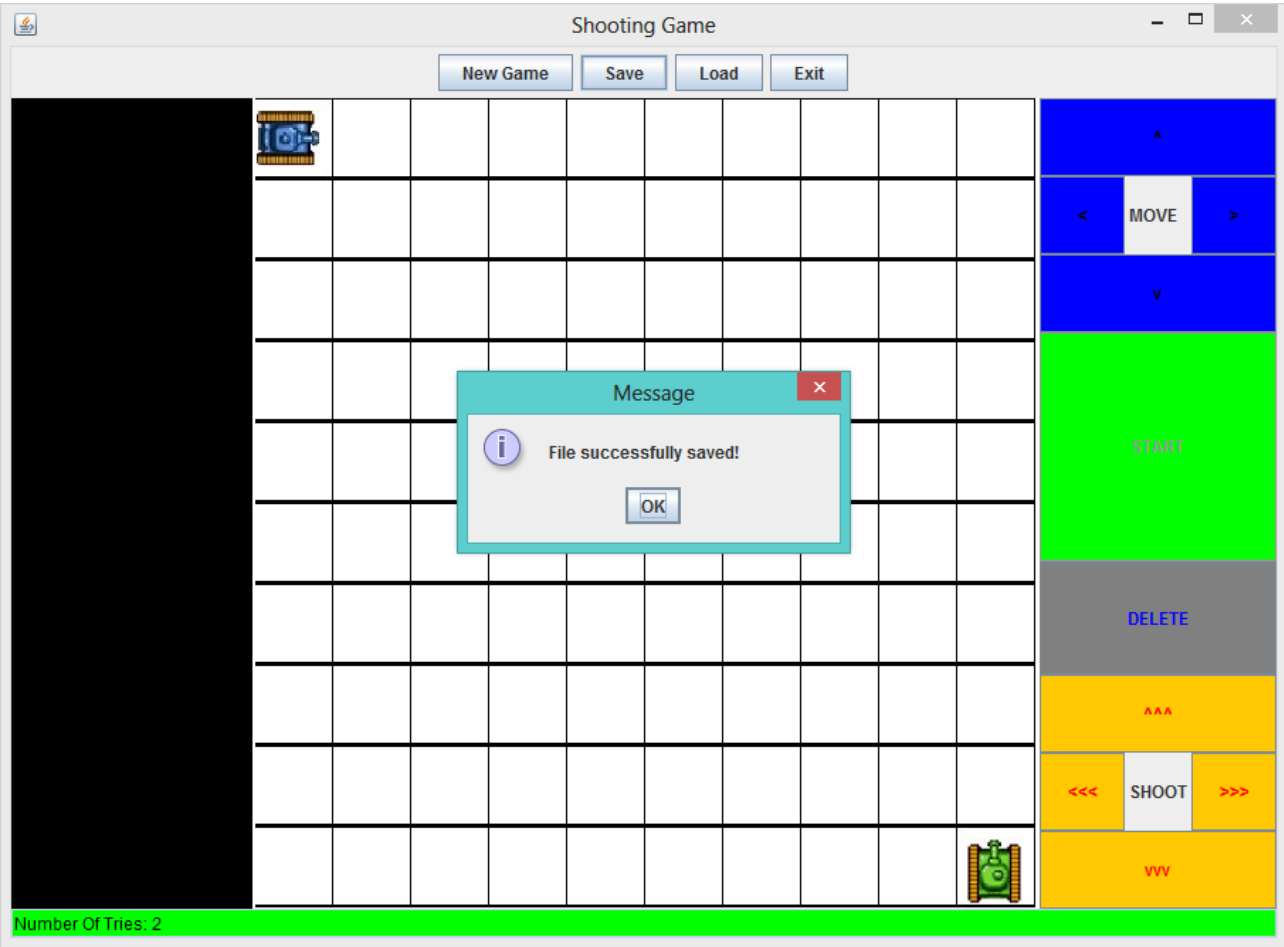 Shooting Game
New Game Save Load Exit
^
< MOVE >
v
Message
File successfully saved!
OK
START
DELETE
^^^
<<< SHOOT >>>
vvv
Number Of Tries: 2